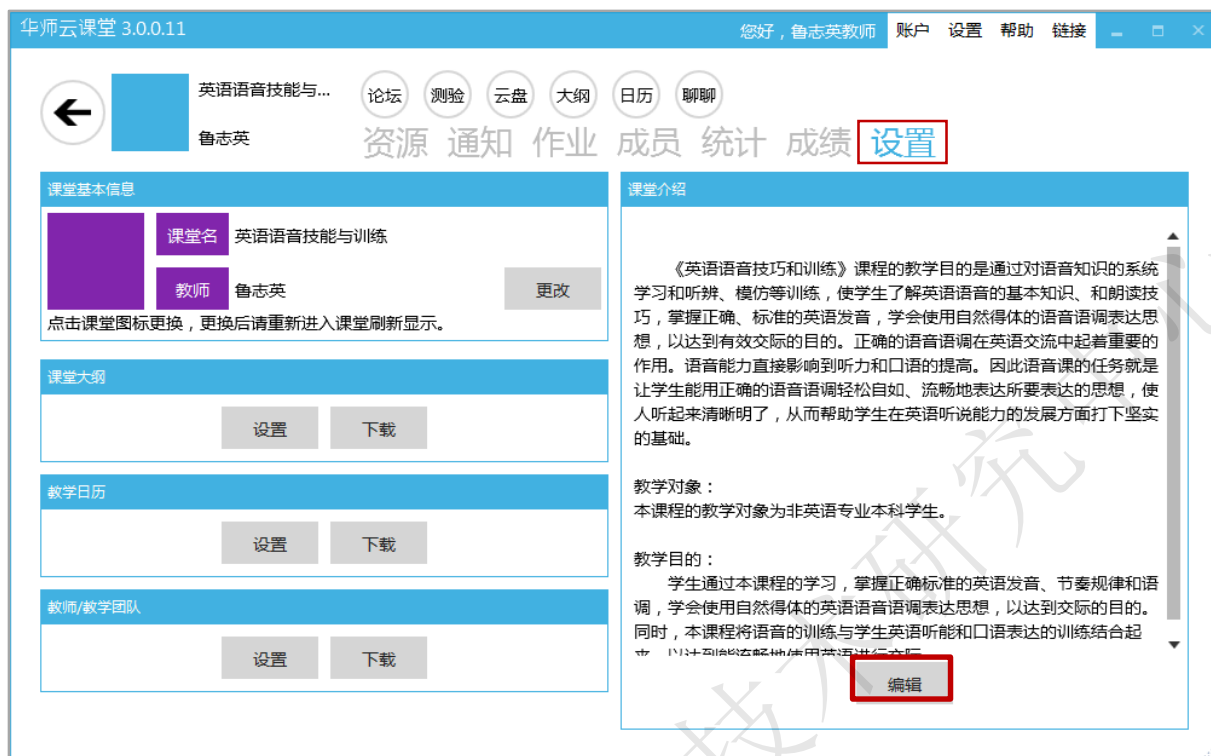 华师云课堂 3.0.0.11
您好，鲁志英教师 账户 设置 帮助 链接
英语语音技能与...
鲁志英
论坛 测验 云盘 大纲 日历 聊聊
资源 通知 作业 成员 统计 成绩 设置
课堂基本信息
课堂名 英语语音技能与训练
教师 鲁志英 更改
点击课堂图标更换，更换后请重新进入课堂刷新显示。
课堂大纲
设置 下载
教学日历
设置 下载
教师/教学团队
设置 下载
课堂介绍
《英语语音技巧和训练》课程的教学目的是通过对语音知识的系统
学习和听辨、模仿等训练，使学生了解英语语音的基本知识、和朗读技
巧，掌握正确、标准的英语发音，学会使用自然得体的语音语调表达思
想，以达到有效交际的目的。正确的语音语调在英语交流中起着重要的
作用。语音能力直接影响到听力和口语的提高。因此语音课的任务就是
让学生能用正确的语音语调轻松自如、流畅地表达所要表达的思想，使
人听起来清晰明了，从而帮助学生在英语听说能力的发展方面打下坚实
的基础。
教学对象：
本课程的教学对象为非英语专业本科学生。
教学目的：
学生通过本课程的学习，掌握正确标准的英语发音、节奏规律和语
调，学会使用自然得体的英语语音语调表达思想，以达到交际的目的。
同时，本课程将语音的训练与学生英语听能和口语表达的训练结合起
来，以达到能流畅地使用英语进行交际
编辑
技术研究中心